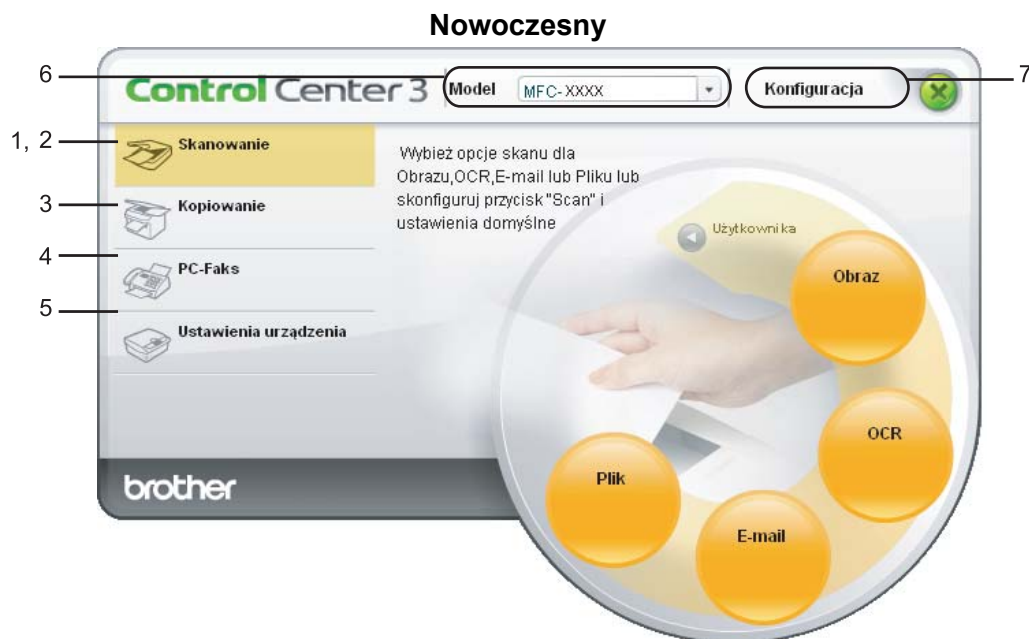 Nowoczesny
6
Control Center 3
Model
MFC-XXXX
Konfiguracja
7
1, 2
Skanowanie
3
Kopiowanie
4
PC-Faks
5
Ustawienia urządzenia
Wybież opcje skanu dla
Obrazu,OCR,E-mail lub Pliku lub
skonfiguruj przycisk "Scan" i
ustawienia domyślne
Użytkownika
Obraz
OCR
E-mail
Plik
brother